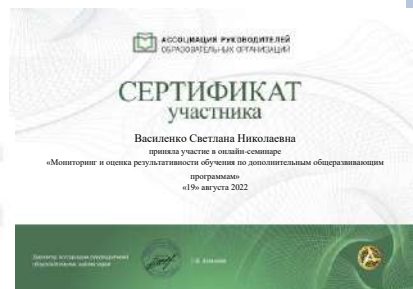 АССОЦИАЦИЯ РУКОВОДИТЕЛЕЙ
ОБРАЗОВАТЕЛЬНЫХ ОРГАНИЗАЦИЙ
СЕРТИФИКАТ
участника
Василенко Светлана Николаевна
приняла участие в онлайн-семинаре
«Мониторинг и оценка результативности обучения по дополнительным общеразвивающим
программам»
«19» августа 2022